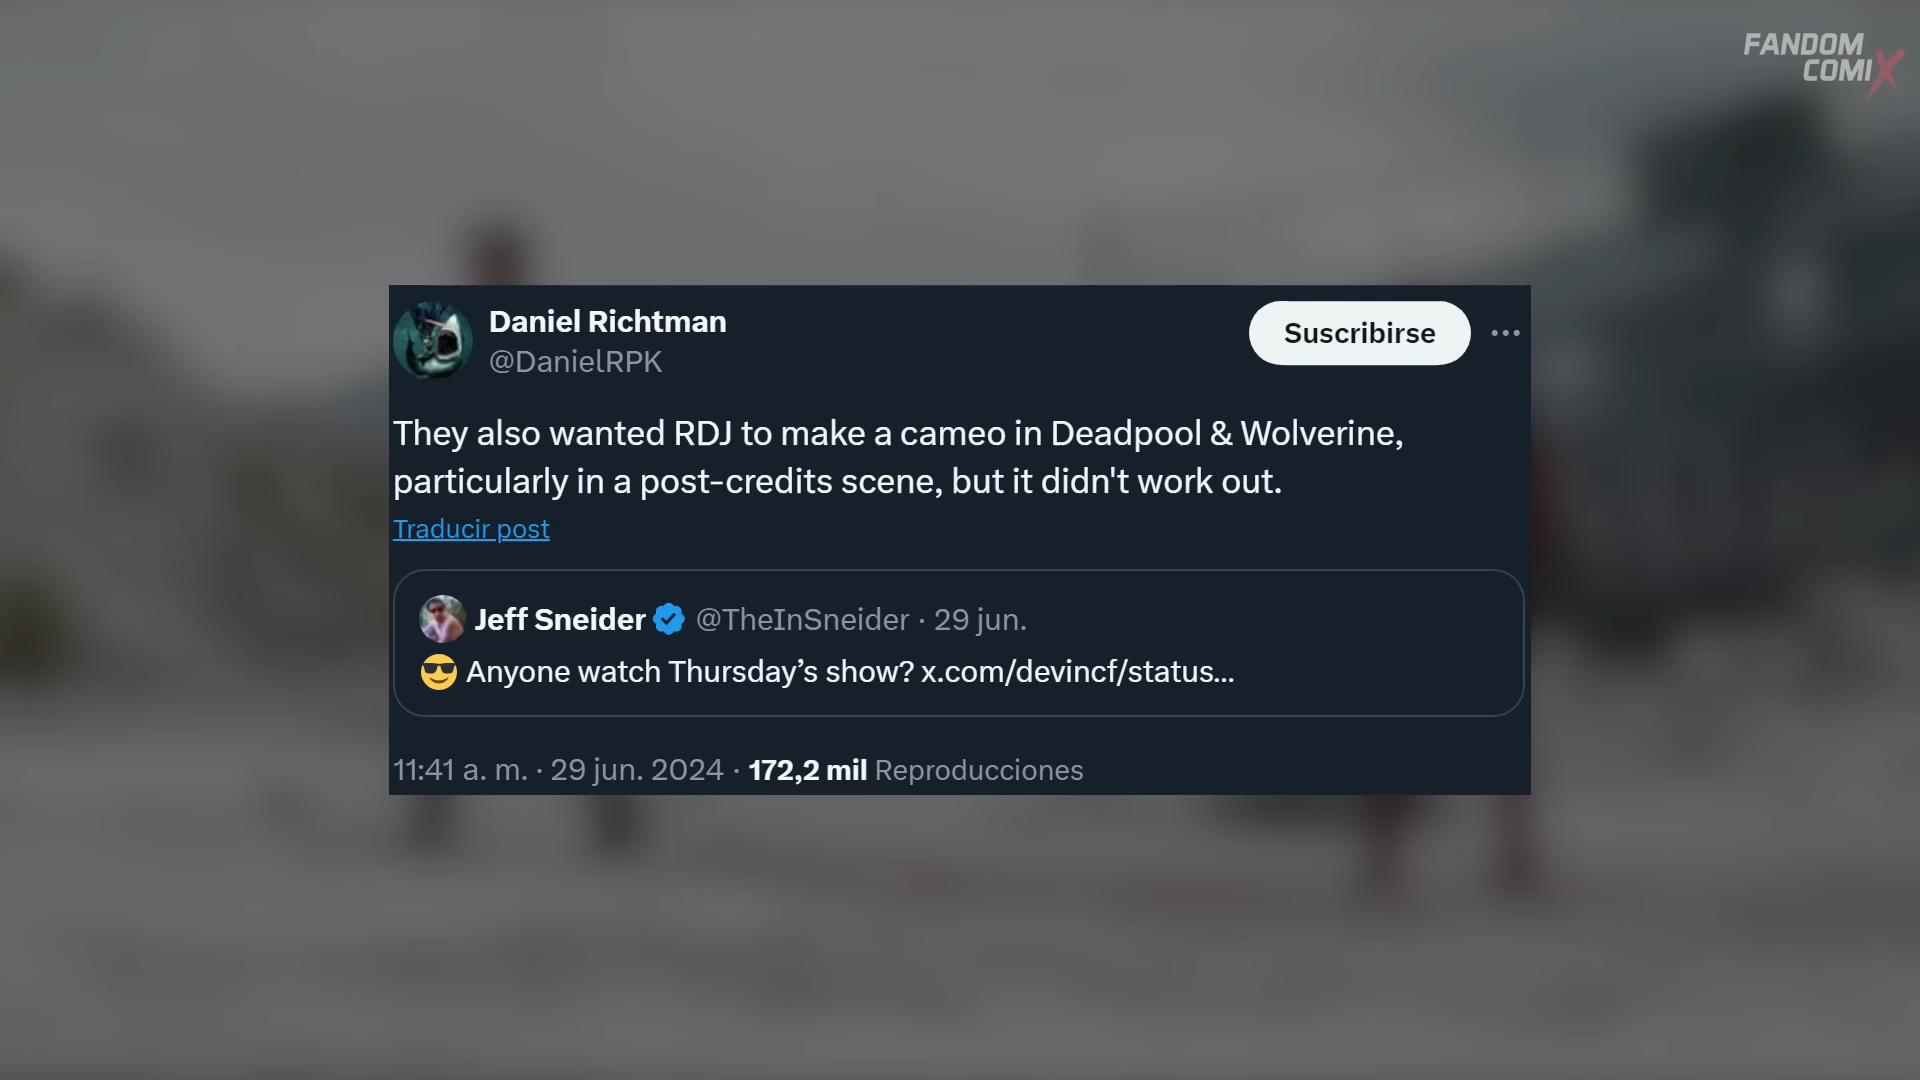 FANDOM
COMIX
Daniel Richtman
@DanielRPK
Suscribirse
They also wanted RDJ to make a cameo in Deadpool & Wolverine,
particularly in a post-credits scene, but it didn't work out.
Traducir post
Jeff Sneider @TheInSneider · 29 jun.
😎 Anyone watch Thursday’s show? x.com/devincf/status...
11:41 a. m. · 29 jun. 2024 · 172,2 mil Reproducciones